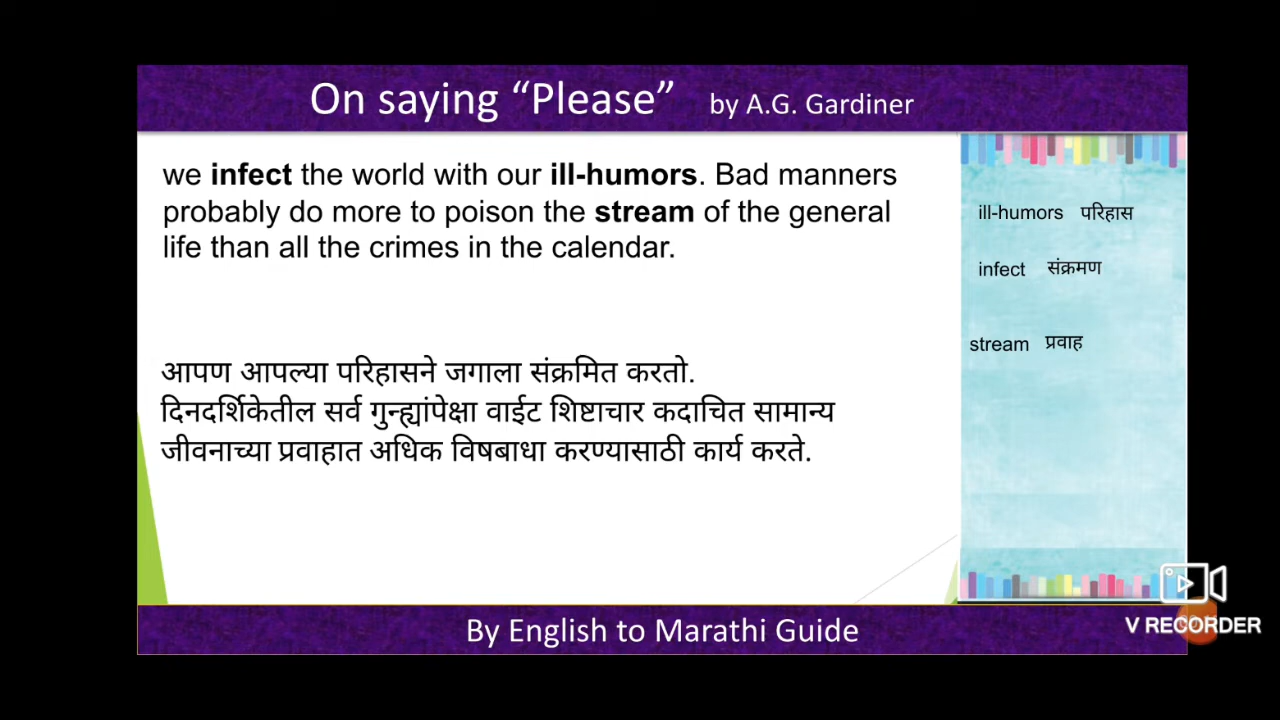 On saying “Please” by A.G. Gardiner
we infect the world with our ill-humors. Bad manners
probably do more to poison the stream of the general
life than all the crimes in the calendar.
आपण आपल्या परिहासने जगाला संक्रमित करतो.
दिनदर्शिकेतील सर्व गुन्ह्यांपेक्षा वाईट शिष्टाचार कदाचित सामान्य
जीवनाच्या प्रवाहात अधिक विषबाधा करण्यासाठी कार्य करते.
ill-humors परिहास
infect संक्रमण
stream प्रवाह
By English to Marathi Guide
V RECORDER